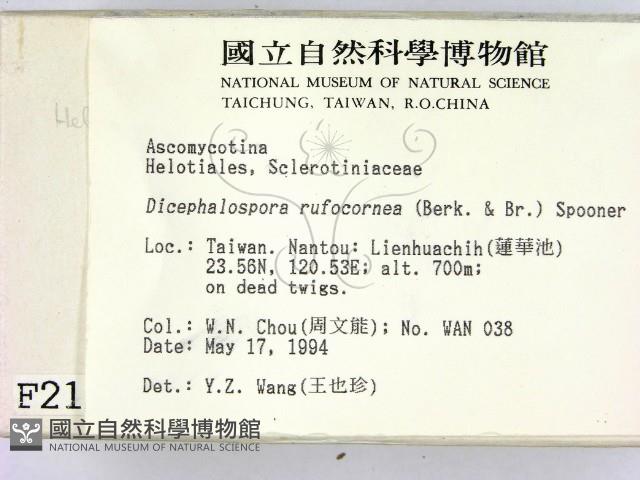 國立自然科學博物館
NATIONAL MUSEUM OF NATURAL SCIENCE
TAICHUNG, TAIWAN, R.O.CHINA
Hel
Ascomycotina
Helotiales, Sclerotiniaceae
Dicephalospora rufocornea (Berk. & Br.) Spooner
Loc.: Taiwan. Nantou: Lienhuachih(蓮華池)
23.56N, 120.53E; alt. 700m;
on dead twigs.
Col.: W.N. Chou(周文能); No. WAN 038
Date: May 17, 1994
Det.: Y.Z. Wang(王也珍)
F21
國立自然科學博物館
NATIONAL MUSEUM OF NATURAL SCIENCE